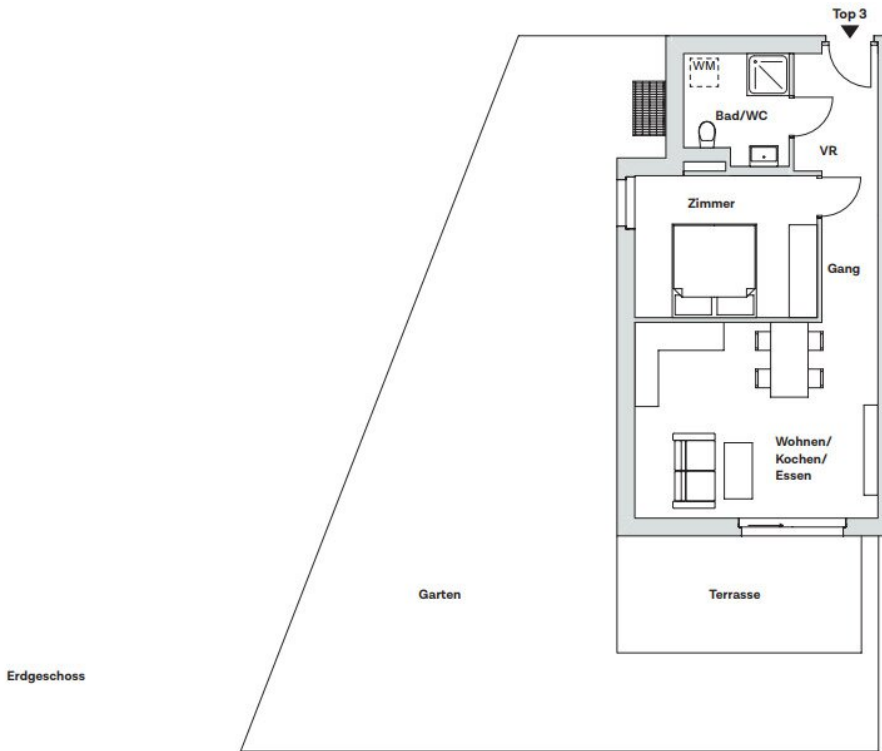 Top 3
WM
Bad/WC
VR
Zimmer
Gang
Wohnen/
Kochen/
Essen
Garten
Terrasse
Erdgeschoss